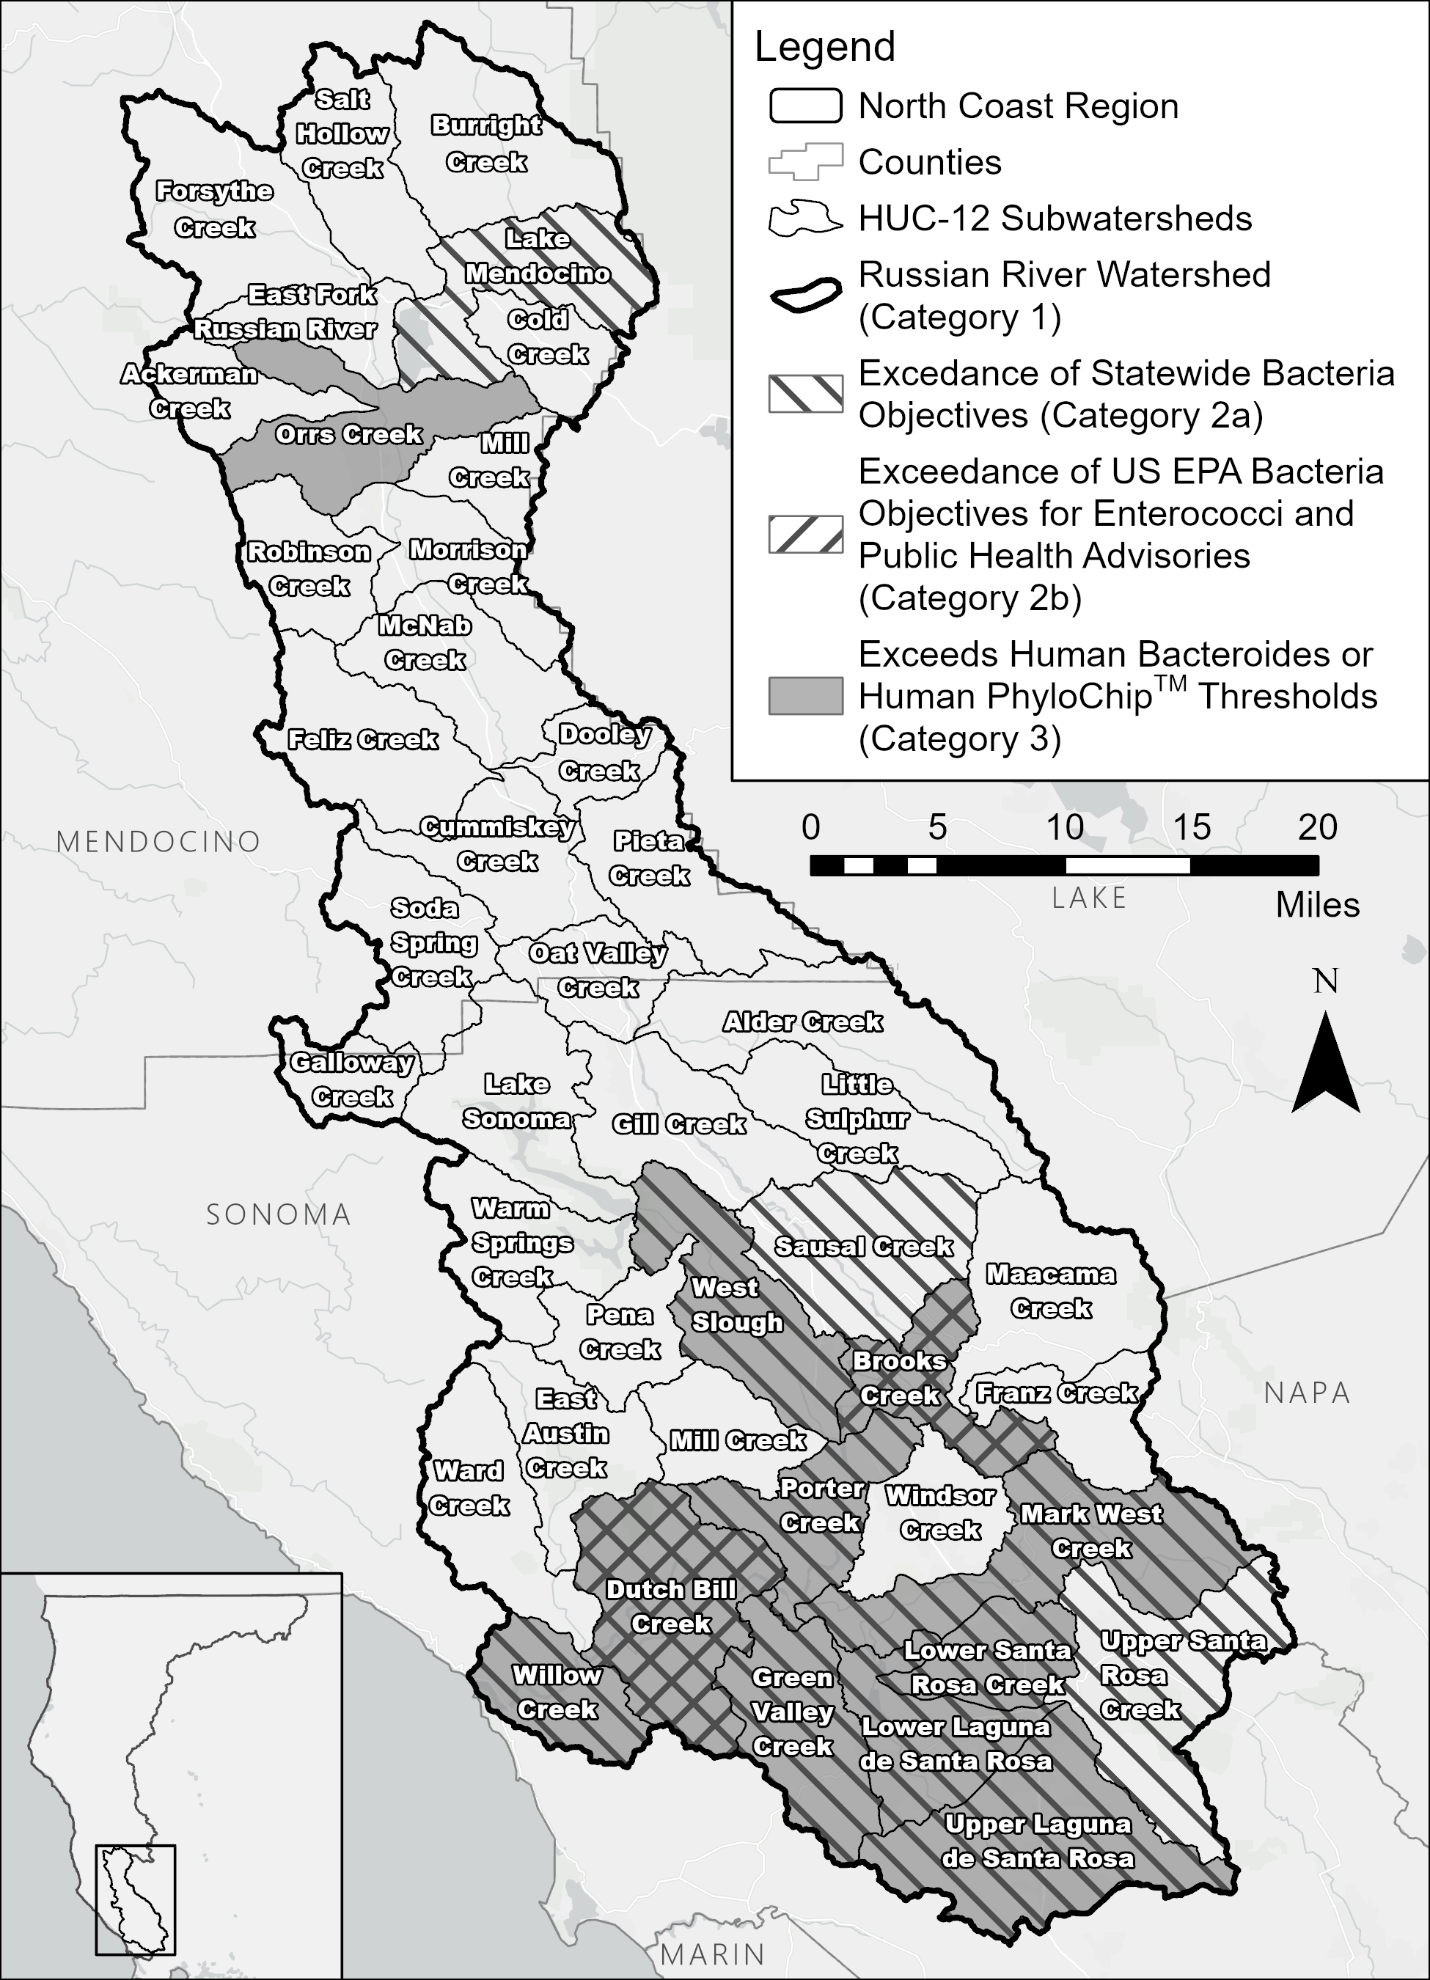 Legend
North Coast Region
Counties
HUC-12 Subwatersheds
Russian River Watershed
(Category 1)
Excedance of Statewide Bacteria
Objectives (Category 2a)
Exceedance of US EPA Bacteria
Objectives for Enterococci and
Public Health Advisories
(Category 2b)
Exceeds Human Bacteroides or
Human PhyloChip™ Thresholds
(Category 3)
0 5 10 15 20
Miles
N
Salt
Hollow
Creek
Burright
Creek
Forsythe
Creek
Lake
Mendocino
East Fork
Russian River
Cold
Creek
Ackerman
Creek
Orrs Creek
Mill
Creek
Robinson
Creek
Morrison
Creek
McNab
Creek
Feliz Creek
Dooley
Creek
MENDOCINO
Cummiskey
Creek
Pieta
Creek
LAKE
Soda
Spring
Creek
Oat Valley
Creek
Alder Creek
Galloway
Creek
Lake
Sonoma
Gill Creek
Little
Sulphur
Creek
SONOMA
Warm
Springs
Creek
Sausal Creek
Maacama
Creek
West
Slough
Pena
Creek
Brooks
Creek
Franz Creek
NAPA
East
Austin
Creek
Mill Creek
Ward
Creek
Porter
Creek
Windsor
Creek
Mark West
Creek
Dutch Bill
Creek
Willow
Creek
Green
Valley
Creek
Lower Santa
Rosa Creek
Upper Santa
Rosa
Creek
Lower Laguna
de Santa Rosa
Upper Laguna
de Santa Rosa
MARIN